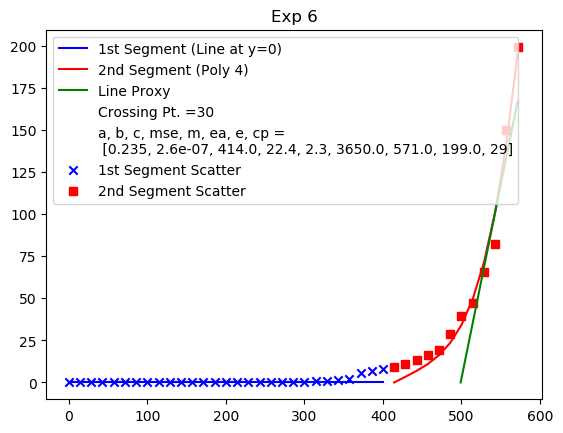 Exp 6
1st Segment (Line at y=0)
2nd Segment (Poly 4)
Line Proxy
Crossing Pt. =30
a, b, c, mse, m, ea, e, cp =
[0.235, 2.6e-07, 414.0, 22.4, 2.3, 3650.0, 571.0, 199.0, 29]
1st Segment Scatter
2nd Segment Scatter
200
175
150
125
100
75
50
25
0
0 100 200 300 400 500 600